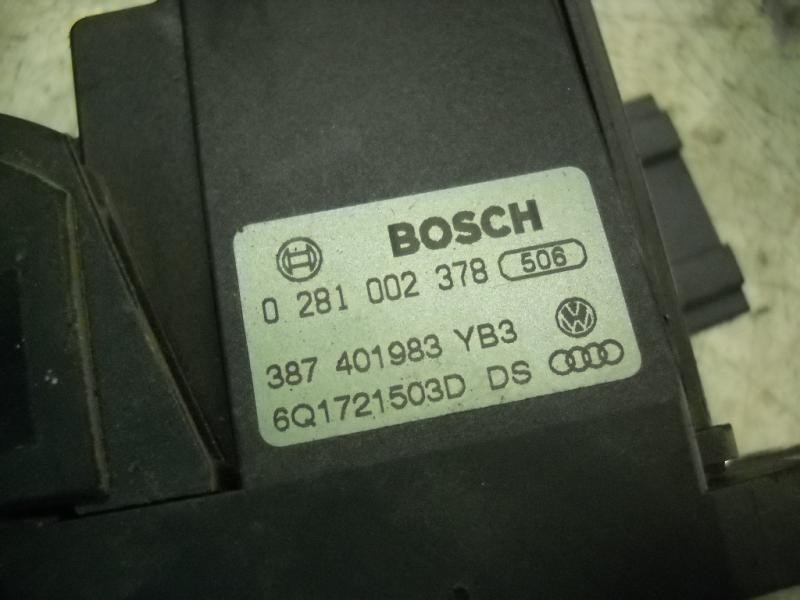 BOSCH
0 281 002 378 506
387 401983 YB3
6Q1721503D DS